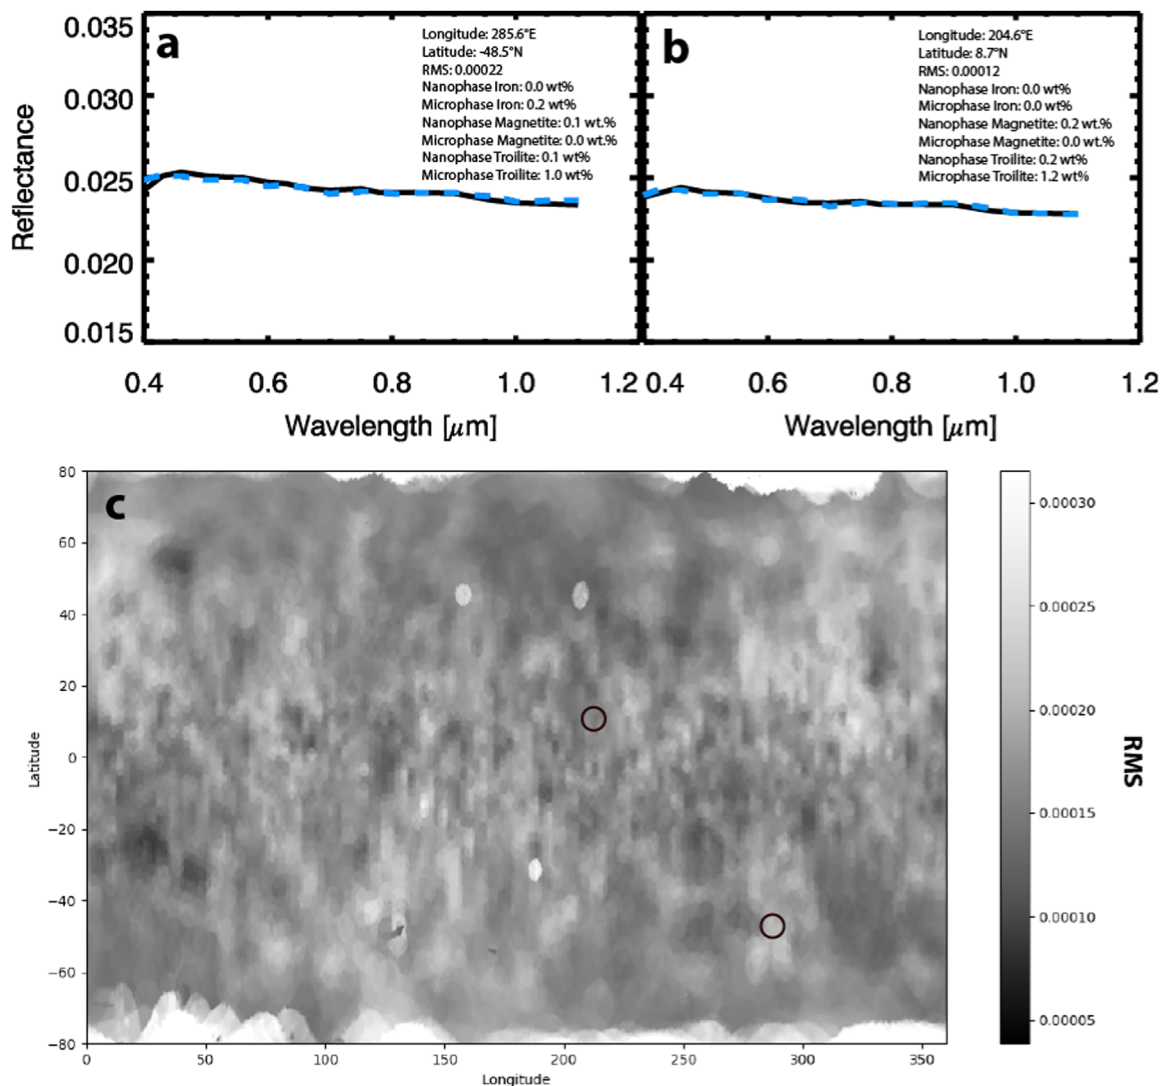 a
Longitude: 285.6°E
Latitude: -48.5°N
RMS: 0.00022
Nanophase Iron: 0.0 wt%
Microphase Iron: 0.2 wt%
Nanophase Magnetite: 0.1 wt.%
Microphase Magnetite: 0.0 wt.%
Nanophase Troilite: 0.1 wt%
Microphase Troilite: 1.0 wt%
0.035
0.030
0.025
0.020
0.015
Reflectance
0.4 0.6 0.8 1.0 1.2
Wavelength [μm]
b
Longitude: 204.6°E
Latitude: 8.7°N
RMS: 0.00012
Nanophase Iron: 0.0 wt%
Microphase Iron: 0.0 wt%
Nanophase Magnetite: 0.2 wt.%
Microphase Magnetite: 0.0 wt.%
Nanophase Troilite: 0.2 wt%
Microphase Troilite: 1.2 wt%
0.4 0.6 0.8 1.0 1.2
Wavelength [μm]
c
80
60
40
20
0
−20
−40
−60
−80
Latitude
0 50 100 150 200 250 300 350
Longitude
0.00030
0.00025
0.00020
0.00015
0.00010
0.00005
RMS